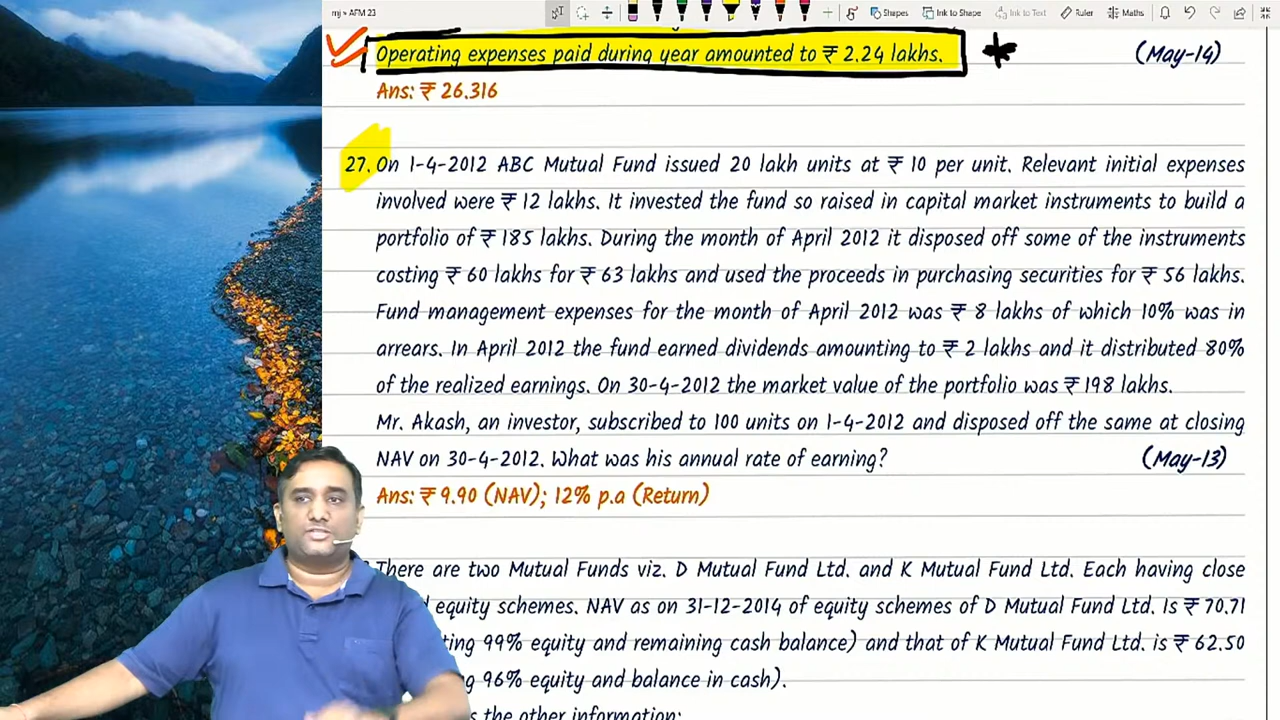 mj » AFM 23
Shapes Ink to Shape Ink to Text Ruler Maths
Operating expenses paid during year amounted to ₹ 2.24 lakhs. (May-14)
Ans: ₹ 26.316
27. On 1-4-2012 ABC Mutual Fund issued 20 lakh units at ₹ 10 per unit. Relevant initial expenses
involved were ₹ 12 lakhs. It invested the fund so raised in capital market instruments to build a
portfolio of ₹ 185 lakhs. During the month of April 2012 it disposed off some of the instruments
costing ₹ 60 lakhs for ₹ 63 lakhs and used the proceeds in purchasing securities for ₹ 56 lakhs.
Fund management expenses for the month of April 2012 was ₹ 8 lakhs of which 10% was in
arrears. In April 2012 the fund earned dividends amounting to ₹ 2 lakhs and it distributed 80%
of the realized earnings. On 30-4-2012 the market value of the portfolio was ₹ 198 lakhs.
Mr. Akash, an investor, subscribed to 100 units on 1-4-2012 and disposed off the same at closing
NAV on 30-4-2012. What was his annual rate of earning? (May-13)
Ans: ₹ 9.90 (NAV); 12% p.a (Return)
There are two Mutual Funds viz. D Mutual Fund Ltd. and K Mutual Fund Ltd. Each having close
equity schemes. NAV as on 31-12-2014 of equity schemes of D Mutual Fund Ltd. Is ₹ 70.71
99% equity and remaining cash balance) and that of K Mutual Fund Ltd. is ₹ 62.50
96% equity and balance in cash).
the other information: